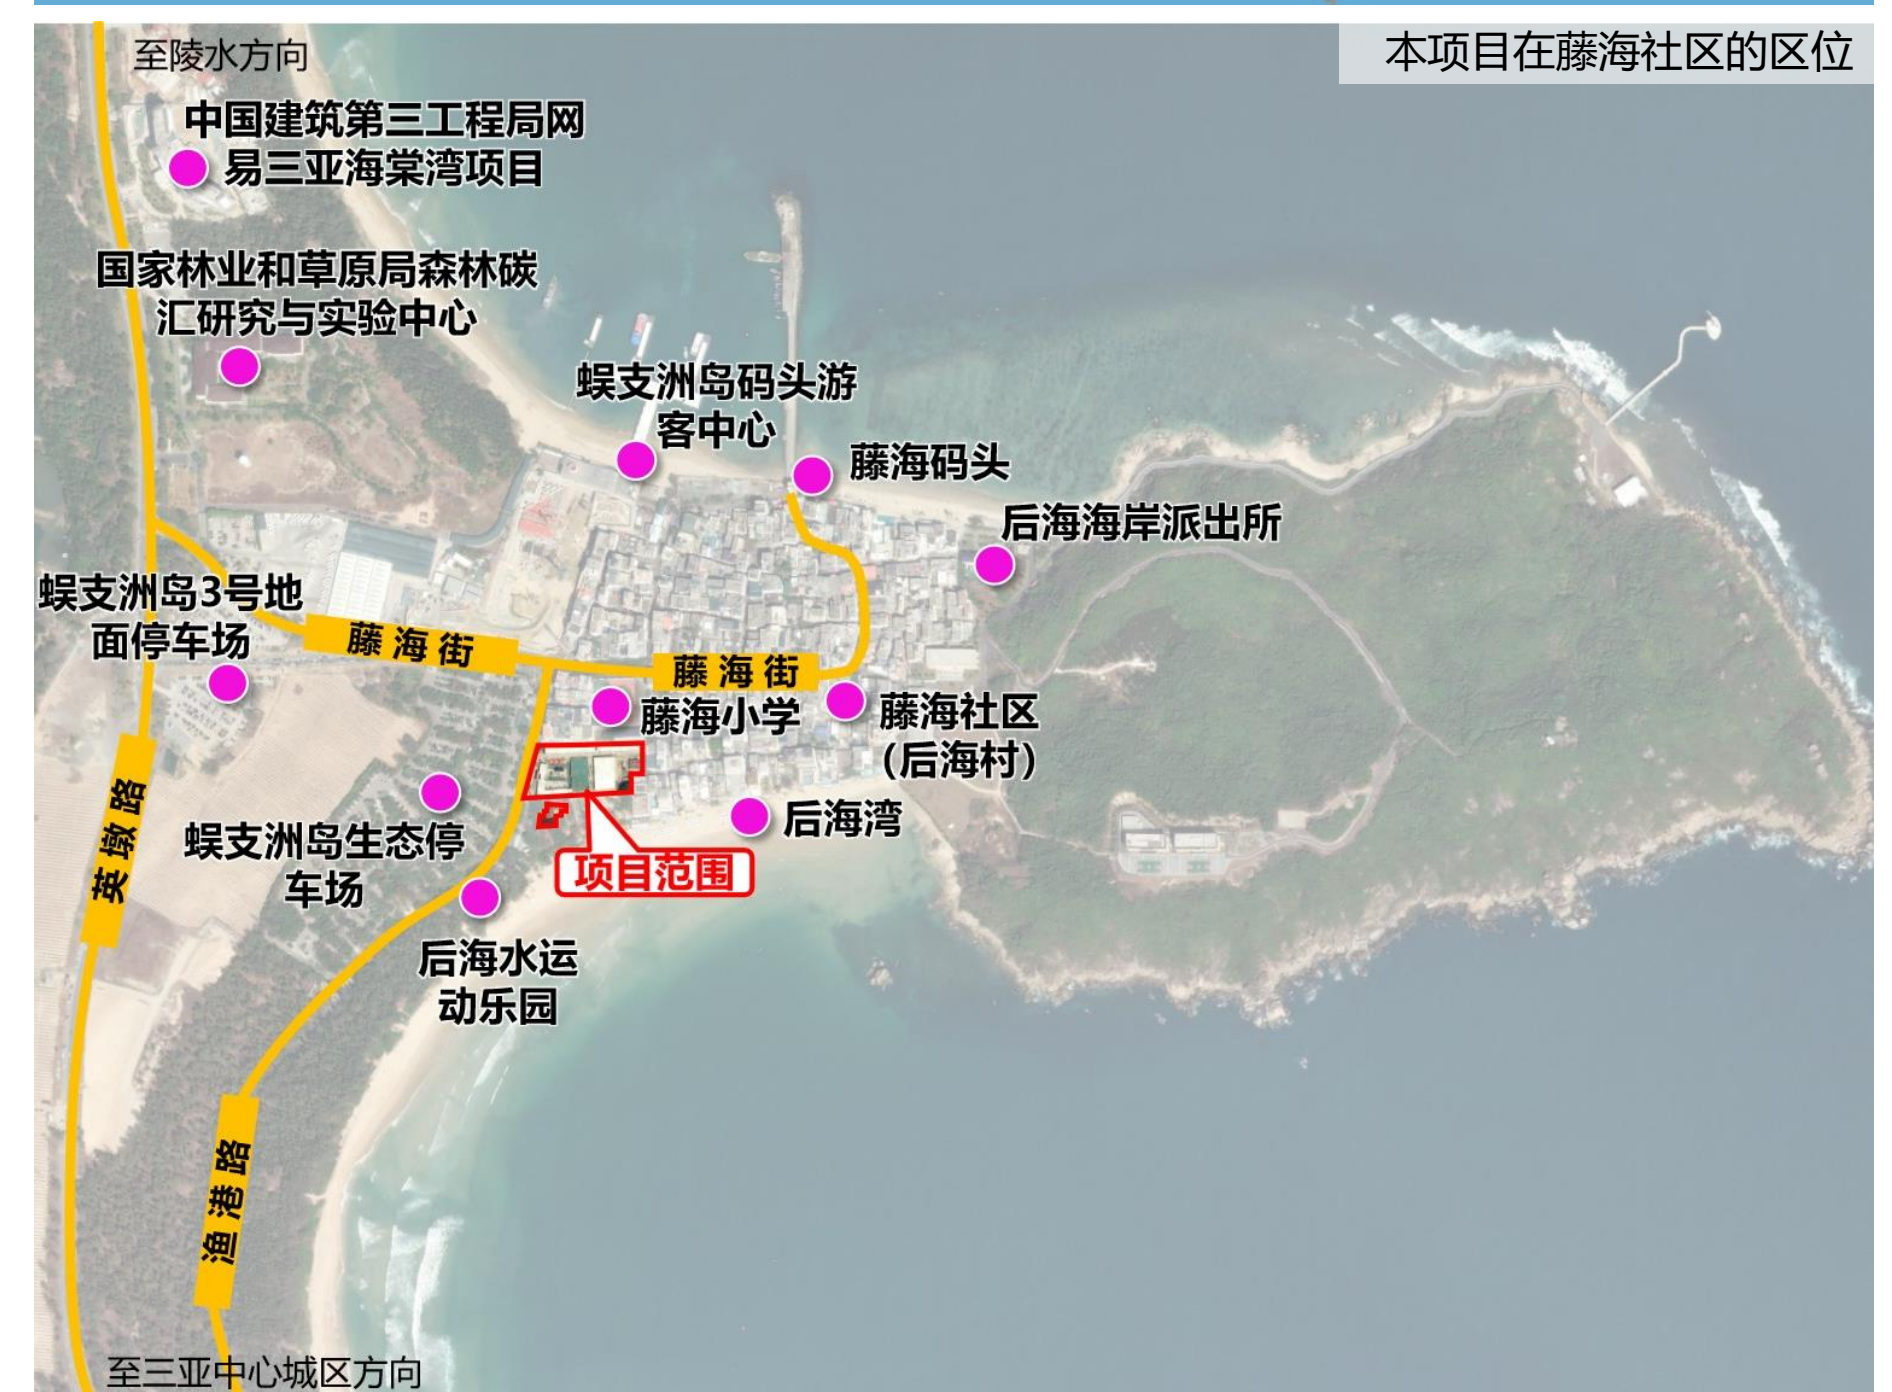 至陵水方向
本项目在藤海社区的区位
中国建筑第三工程局网
易三亚海棠湾项目
国家林业和草原局森林碳
汇研究与实验中心
蜈支洲岛码头游
客中心
藤海码头
后海海岸派出所
蜈支洲岛3号地
面停车场
藤海街
藤海街
藤海小学
藤海社区
（后海村）
英墩路
蜈支洲岛生态停
车场
后海湾
项目范围
后海水运
动乐园
渔港路
至三亚中心城区方向